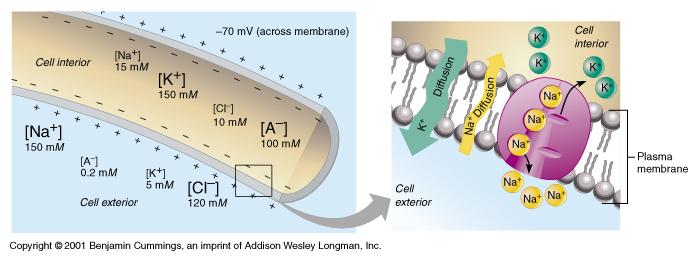 –70 mV (across membrane)
Cell interior
[Na⁺]
15 mM
[K⁺]
150 mM
[Cl⁻]
10 mM
[A⁻]
100 mM
[Na⁺]
150 mM
[A⁻]
0.2 mM
[K⁺]
5 mM
[Cl⁻]
120 mM
Cell exterior
Cell
interior
K⁺
K⁺
K⁺
K⁺
K⁺ Diffusion
Na⁺ Diffusion
Na⁺
Na⁺
Na⁺
Na⁺
Na⁺
Na⁺
Plasma
membrane
Cell
exterior
Copyright © 2001 Benjamin Cummings, an imprint of Addison Wesley Longman, Inc.